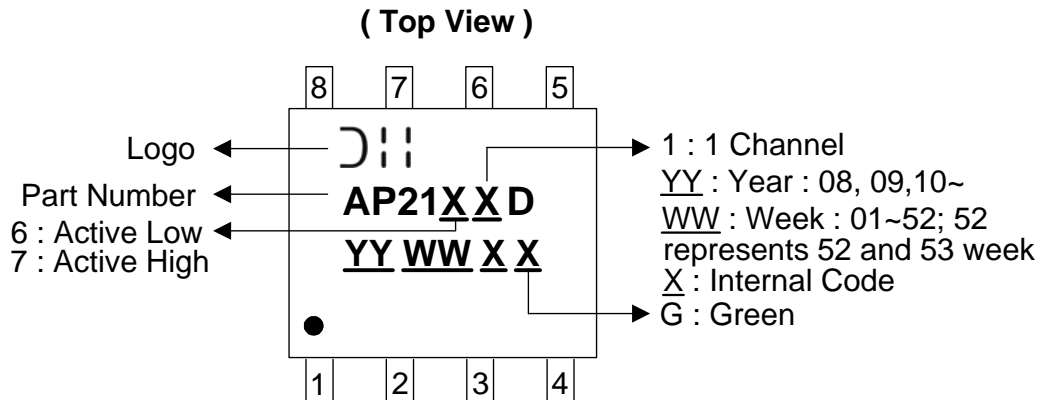 ( Top View )
8 7 6 5
Logo
Part Number
6 : Active Low
7 : Active High
AP21XXD
YY WW X X
1 : 1 Channel
YY : Year : 08, 09,10~
WW : Week : 01~52; 52
represents 52 and 53 week
X : Internal Code
G : Green
1 2 3 4